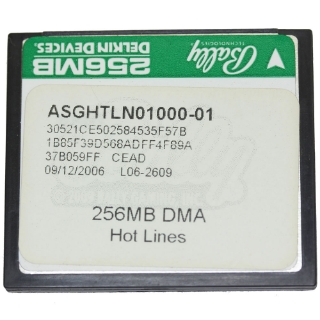 Bally
TECHNOLOGIES
256MB
DELKIN DEVICES
ASGHTLN01000-01
30521CE502584535F57B
1B85F39D568ADFF4F89A
37B059FF CEAD
09/12/2006 L06-2609
256MB DMA
Hot Lines